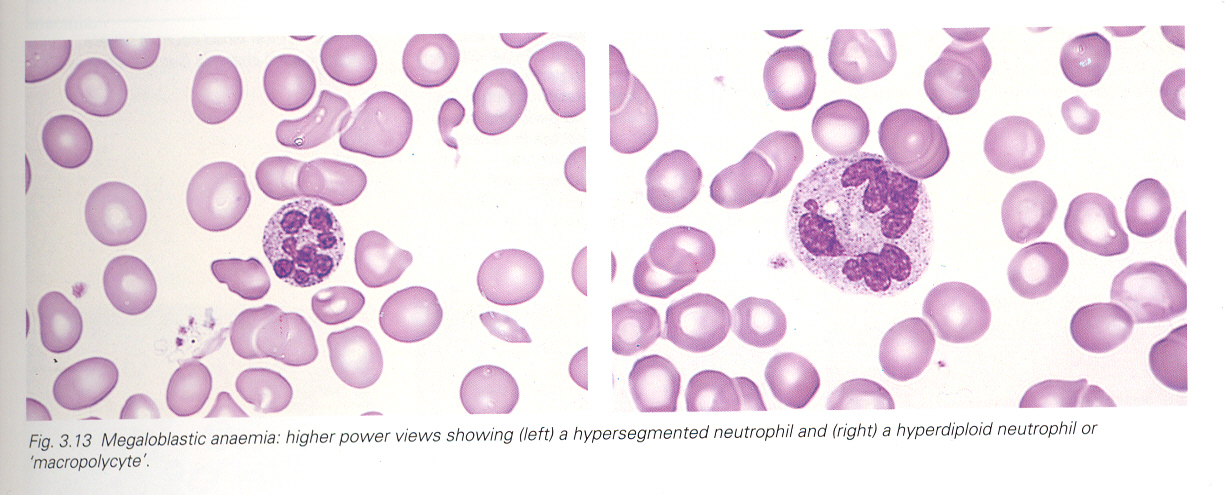 Fig. 3.13 Megaloblastic anaemia: higher power views showing (left) a hypersegmented neutrophil and (right) a hyperdiploid neutrophil or
‘macropolycyte’.